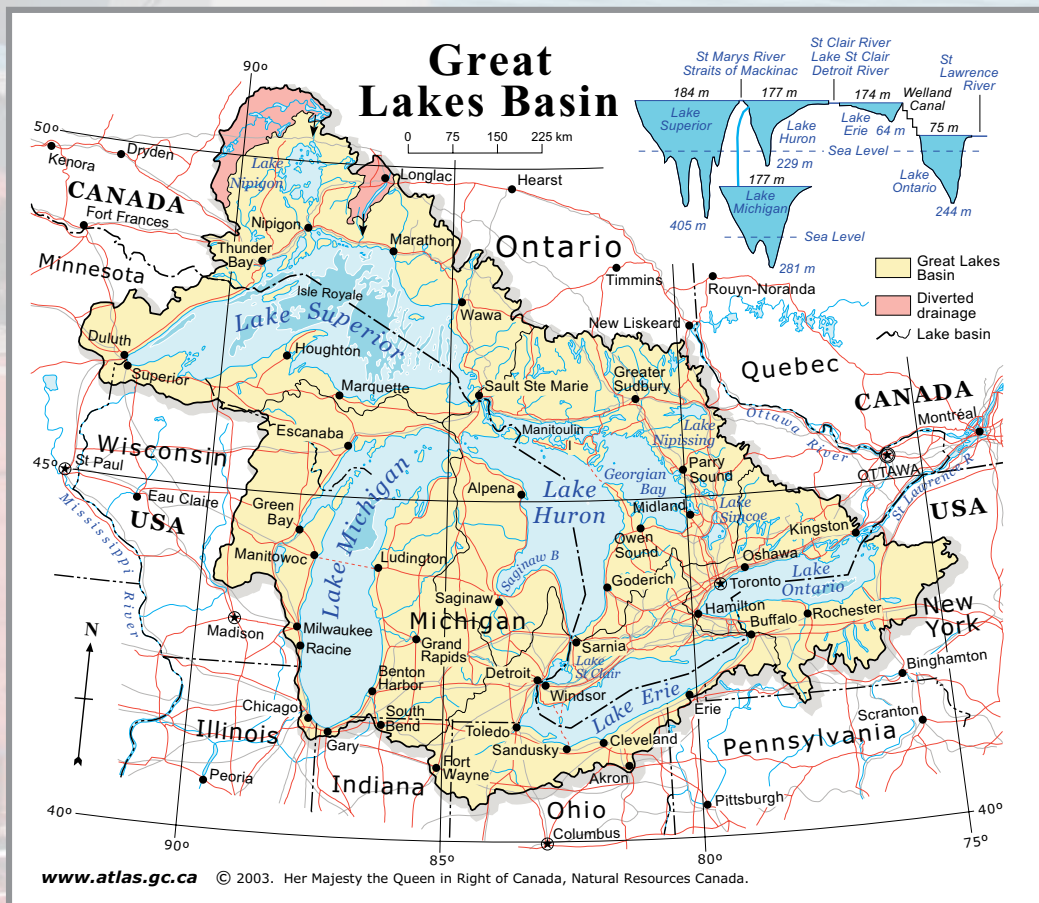 Great
Lakes Basin
0 75 150 225 km
St Marys River
Straits of Mackinac
St Clair River
Lake St Clair
Detroit River
St
Lawrence
River
184 m
177 m
174 m
Welland
Canal
75 m
Lake
Superior
Lake
Huron
Lake
Erie
64 m
229 m
Sea Level
Lake
Ontario
177 m
Lake
Michigan
405 m
244 m
Sea Level
281 m
Great Lakes
Basin
Diverted
drainage
Lake basin
90º
50º
Kenora
Dryden
Lake
Nipigon
Longlac
Hearst
CANADA
Fort Frances
Nipigon
Marathon
Ontario
Thunder
Bay
Minnesota
Timmins
Rouyn-Noranda
Isle Royale
Lake Superior
Wawa
New Liskeard
Duluth
Superior
Houghton
Marquette
Sault Ste Marie
Greater
Sudbury
Quebec
CANADA
Montréal
Ottawa River
OTTAWA
St Lawrence R
Escanaba
Manitoulin
I
Lake
Nipissing
Wisconsin
45º
St Paul
Eau Claire
USA
Mississippi River
Green
Bay
Manitowoc
Lake Michigan
Ludington
Alpena
Lake
Huron
Georgian
Bay
Parry
Sound
Midland
Lake
Simcoe
Owen
Sound
Kingston
USA
Oshawa
Toronto
Lake
Ontario
Saginaw B
Goderich
Saginaw
Michigan
Hamilton
Buffalo
Rochester
New
York
N
Madison
Milwaukee
Racine
Grand
Rapids
Sarnia
Lake
St Clair
Binghamton
Benton
Harbor
Detroit
Windsor
Lake Erie
Erie
Scranton
Chicago
South
Bend
Toledo
Sandusky
Cleveland
Pennsylvania
Illinois
Gary
Fort
Wayne
Akron
Peoria
Indiana
Ohio
Pittsburgh
Columbus
40º
40º
90º
85º
80º
75º
www.atlas.gc.ca © 2003. Her Majesty the Queen in Right of Canada, Natural Resources Canada.